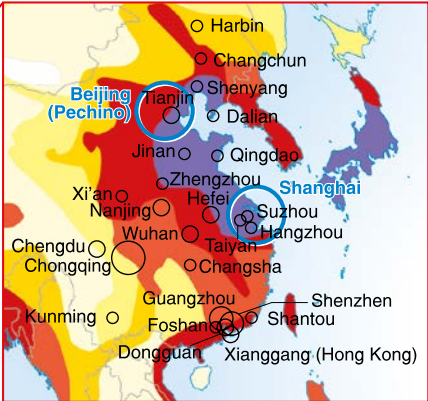 Harbin
Changchun
Shenyang
Beijing
(Pechino)
Tianjin
Dalian
Jinan
Qingdao
Zhengzhou
Shanghai
Xi'an
Hefei
Nanjing
Suzhou
Wuhan
Hangzhou
Taiyan
Chengdu
Chongqing
Changsha
Guangzhou
Shenzhen
Kunming
Foshan
Shantou
Dongguan
Xianggang (Hong Kong)